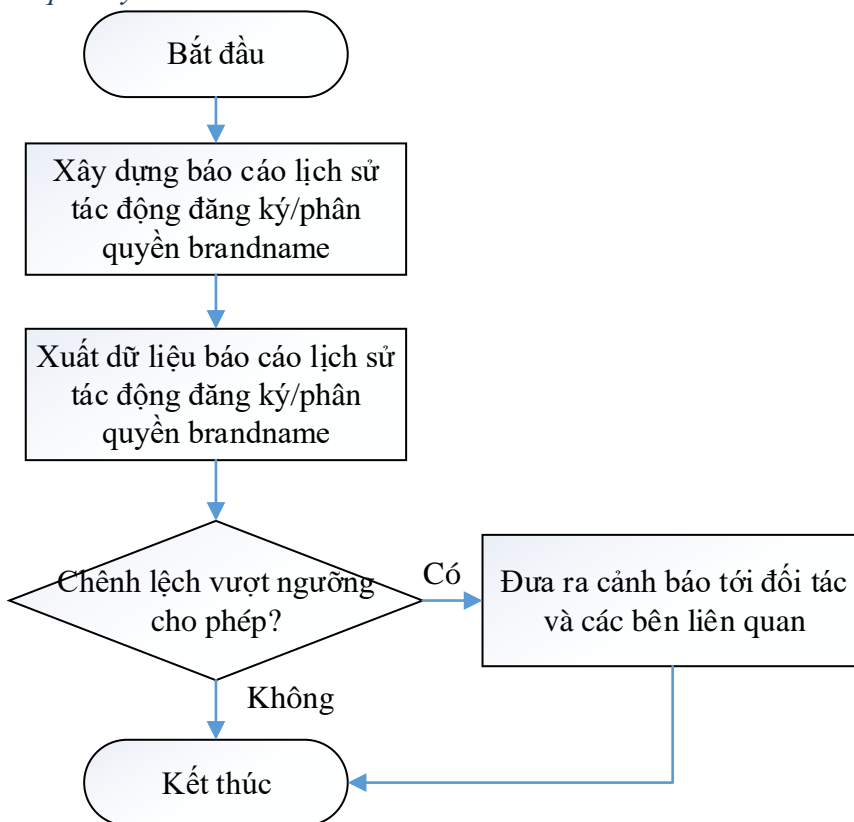 Bắt đầu
Xây dựng báo cáo lịch sử
tác động đăng ký/phân
quyền brandname
Xuất dữ liệu báo cáo lịch sử
tác động đăng ký/phân
quyền brandname
Chênh lệch vượt ngưỡng
cho phép?
Có
Đưa ra cảnh báo tới đối tác
và các bên liên quan
Không
Kết thúc